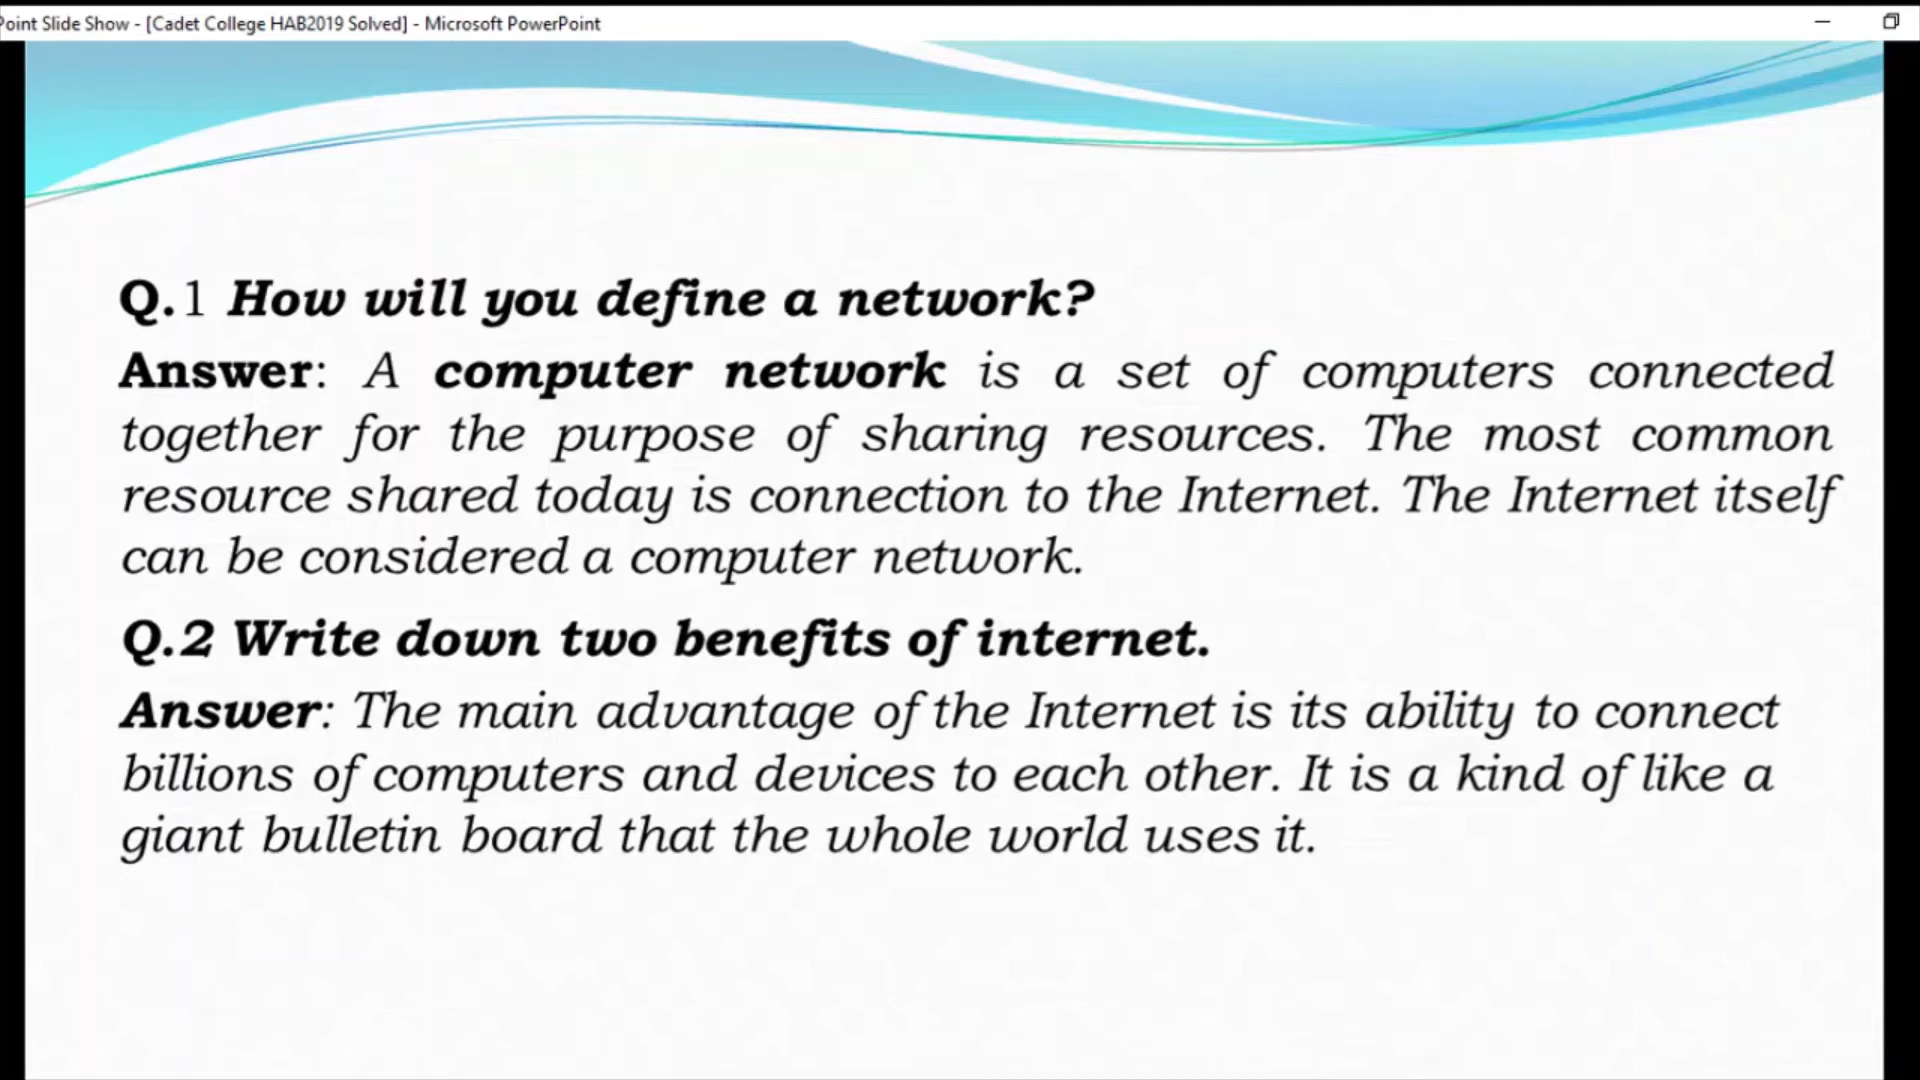 Point Slide Show - [Cadet College HAB2019 Solved] - Microsoft PowerPoint
Q.1 How will you define a network?
Answer: A computer network is a set of computers connected
together for the purpose of sharing resources. The most common
resource shared today is connection to the Internet. The Internet itself
can be considered a computer network.
Q.2 Write down two benefits of internet.
Answer: The main advantage of the Internet is its ability to connect
billions of computers and devices to each other. It is a kind of like a
giant bulletin board that the whole world uses it.